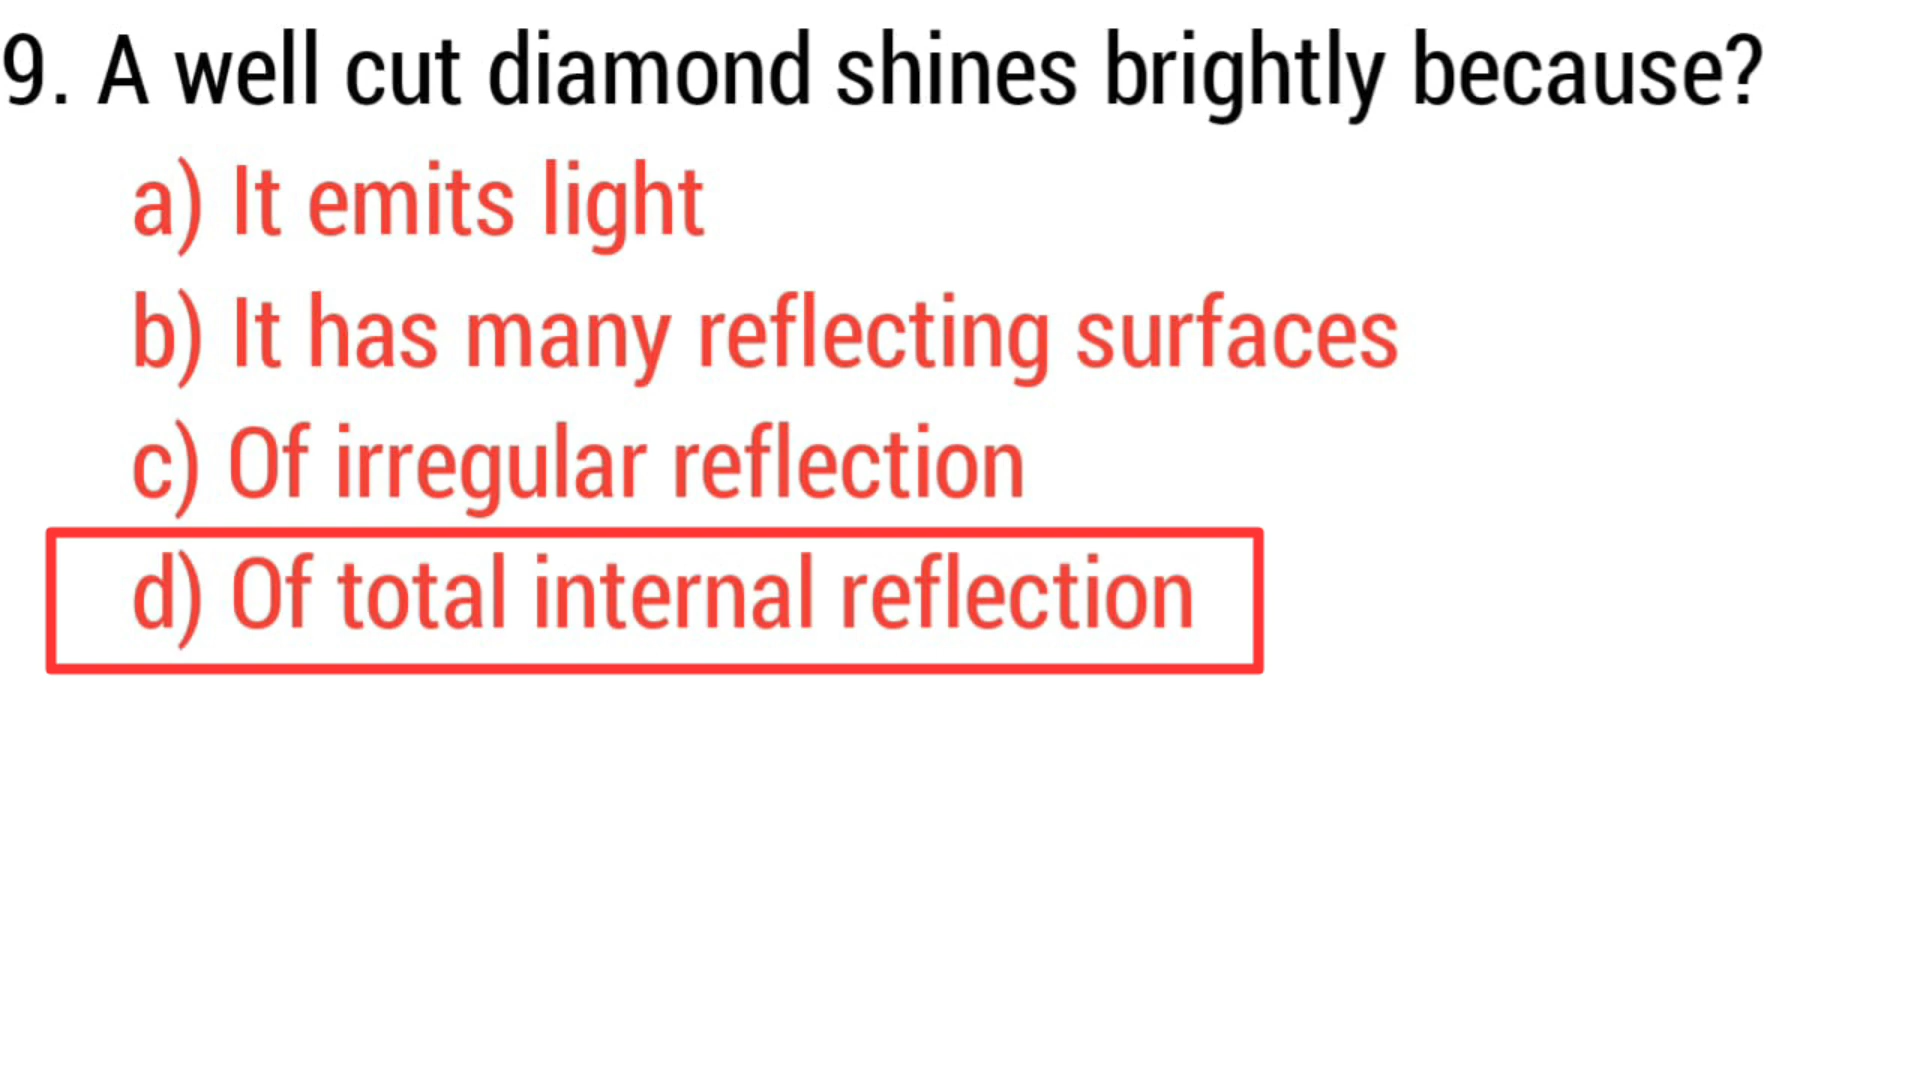 9. A well cut diamond shines brightly because?
a) It emits light
b) It has many reflecting surfaces
c) Of irregular reflection
d) Of total internal reflection